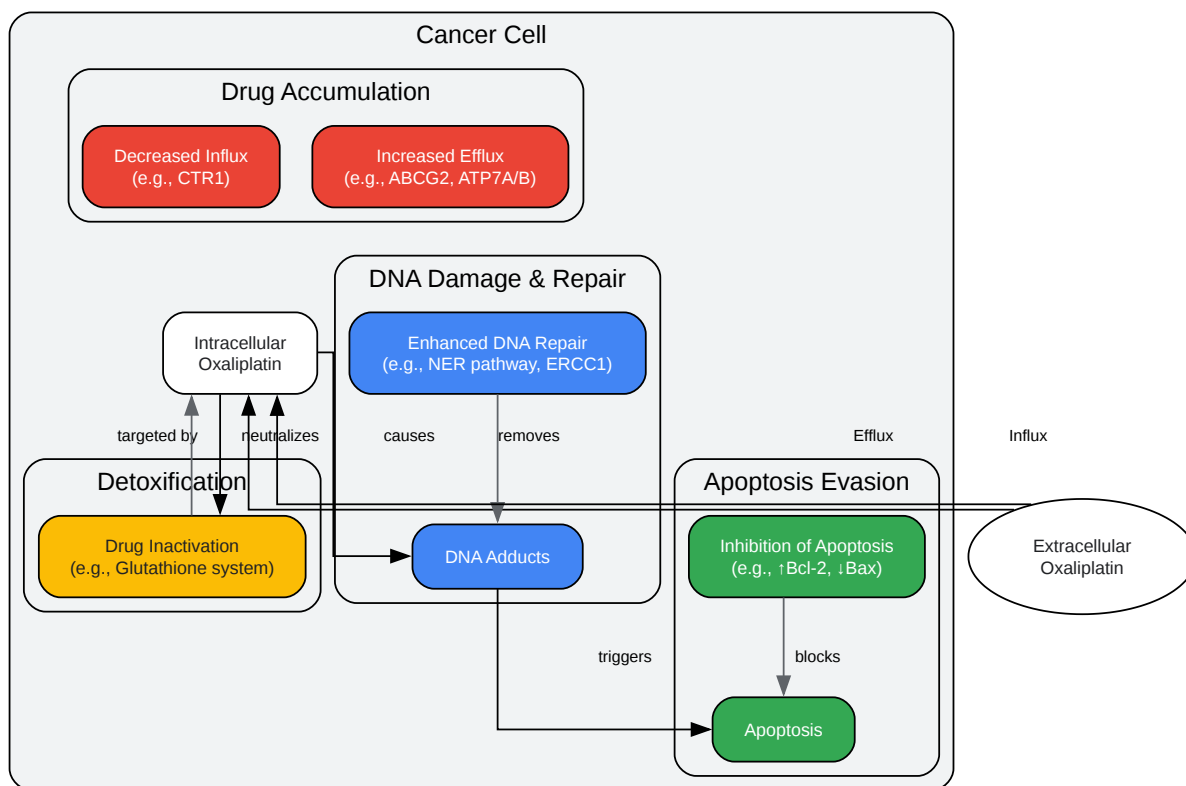 Cancer Cell
Drug Accumulation
Decreased Influx
(e.g., CTR1)
Increased Efflux
(e.g., ABCG2, ATP7A/B)
DNA Damage & Repair
Intracellular
Oxaliplatin
Enhanced DNA Repair
(e.g., NER pathway, ERCC1)
targeted by
neutralizes
causes
removes
Efflux
Influx
Detoxification
Apoptosis Evasion
Drug Inactivation
(e.g., Glutathione system)
DNA Adducts
Inhibition of Apoptosis
(e.g., ↑Bcl-2, ↓Bax)
Extracellular
Oxaliplatin
triggers
blocks
Apoptosis